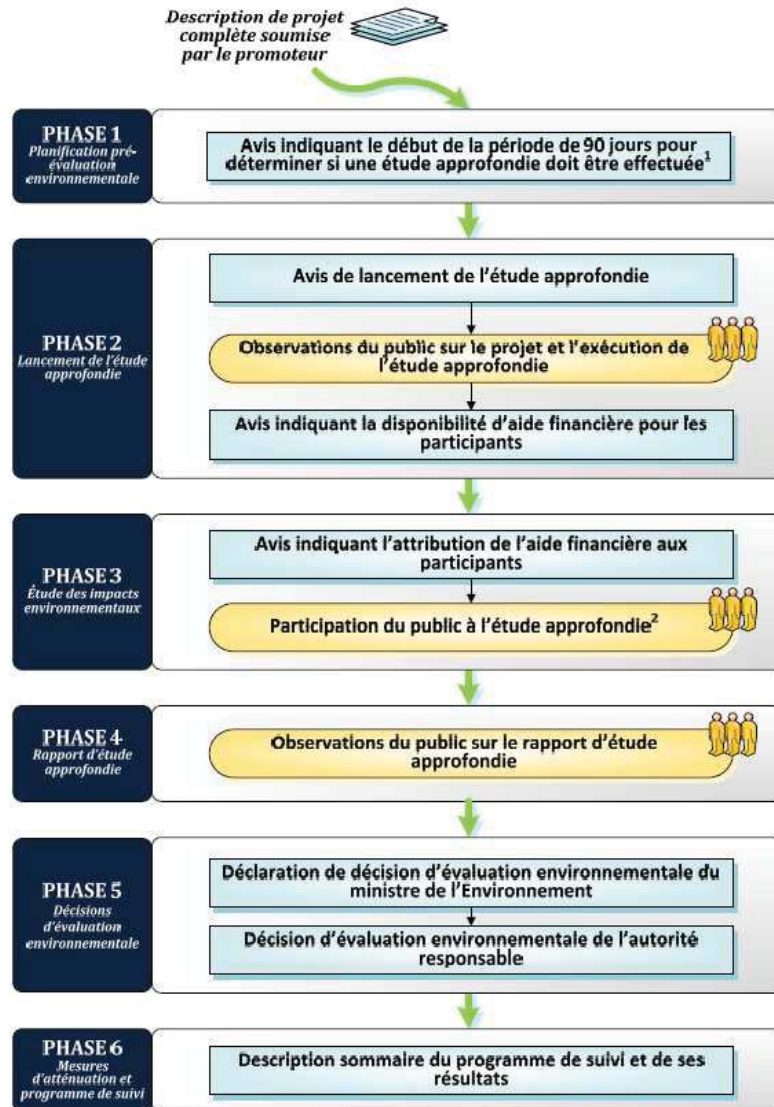 Description de projet
complète soumise
par le promoteur
PHASE 1
Planification pré-
évaluation
environnementale
Avis indiquant le début de la période de 90 jours pour
déterminer si une étude approfondie doit être effectuée1
PHASE 2
Lancement de l'étude
approfondie
Avis de lancement de l'étude approfondie
Observations du public sur le projet et l'exécution de
l'étude approfondie
Avis indiquant la disponibilité d'aide financière pour les
participants
PHASE 3
Étude des impacts
environnementaux
Avis indiquant l'attribution de l'aide financière aux
participants
Participation du public à l'étude approfondie2
PHASE 4
Rapport d'étude
approfondie
Observations du public sur le rapport d'étude
approfondie
PHASE 5
Décisions
d'évaluation
environnementale
Déclaration de décision d'évaluation environnementale du
ministre de l'Environnement
Décision d'évaluation environnementale de l'autorité
responsable
PHASE 6
Mesures
d'atténuation et
programme de suivi
Description sommaire du programme de suivi et de ses
résultats